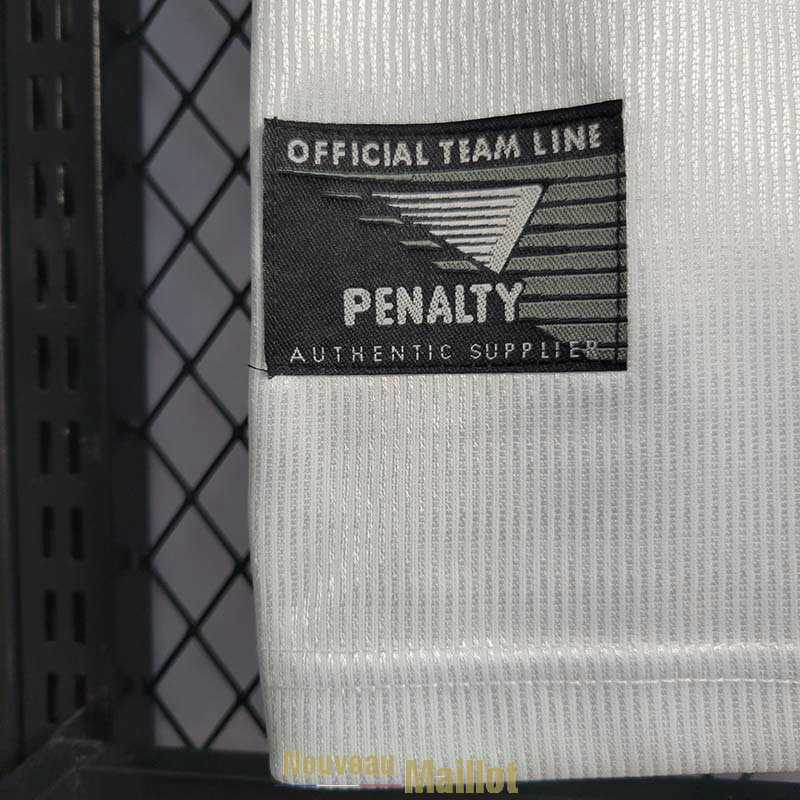 OFFICIAL TEAM LINE
PENALTY
AUTHENTIC SUPPLIER
Nouveau Maillot